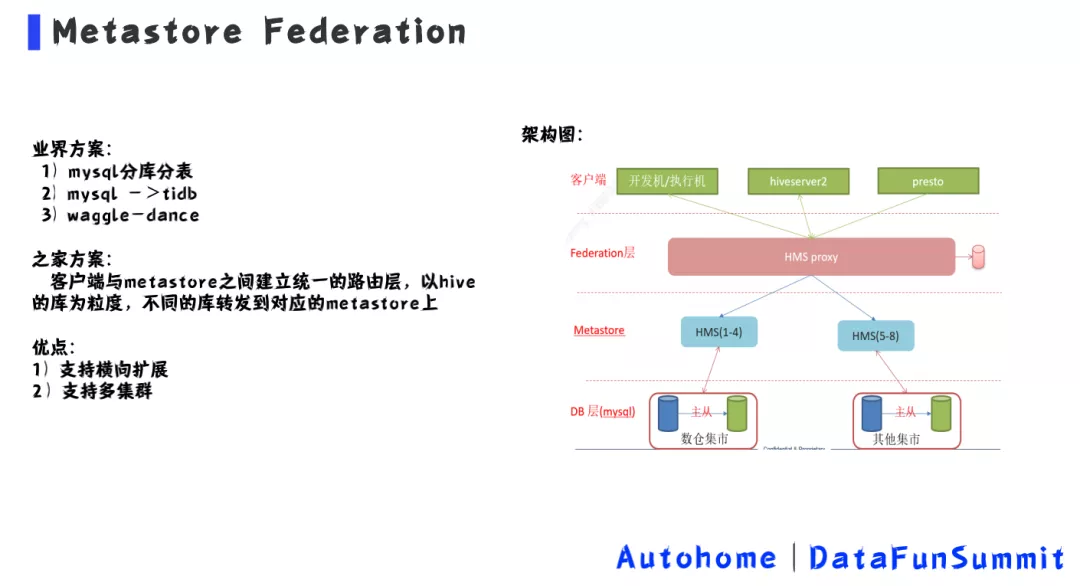 Metastore Federation
业界方案:
1) mysql分库分表
2) mysql ->tidb
3) waggle-dance
之家方案:
客户端与metastore之间建立统一的路由层,以hive
的库为粒度,不同的库转发到对应的metastore上
优点:
1) 支持横向扩展
2) 支持多集群
架构图:
客户端
开发机/执行机
hiveserver2
presto
Federation层
HMS proxy
Metastore
HMS(1-4)
HMS(5-8)
DB 层(mysql)
主从
主从
数仓集市
其他集市
Autohome | DataFunSummit